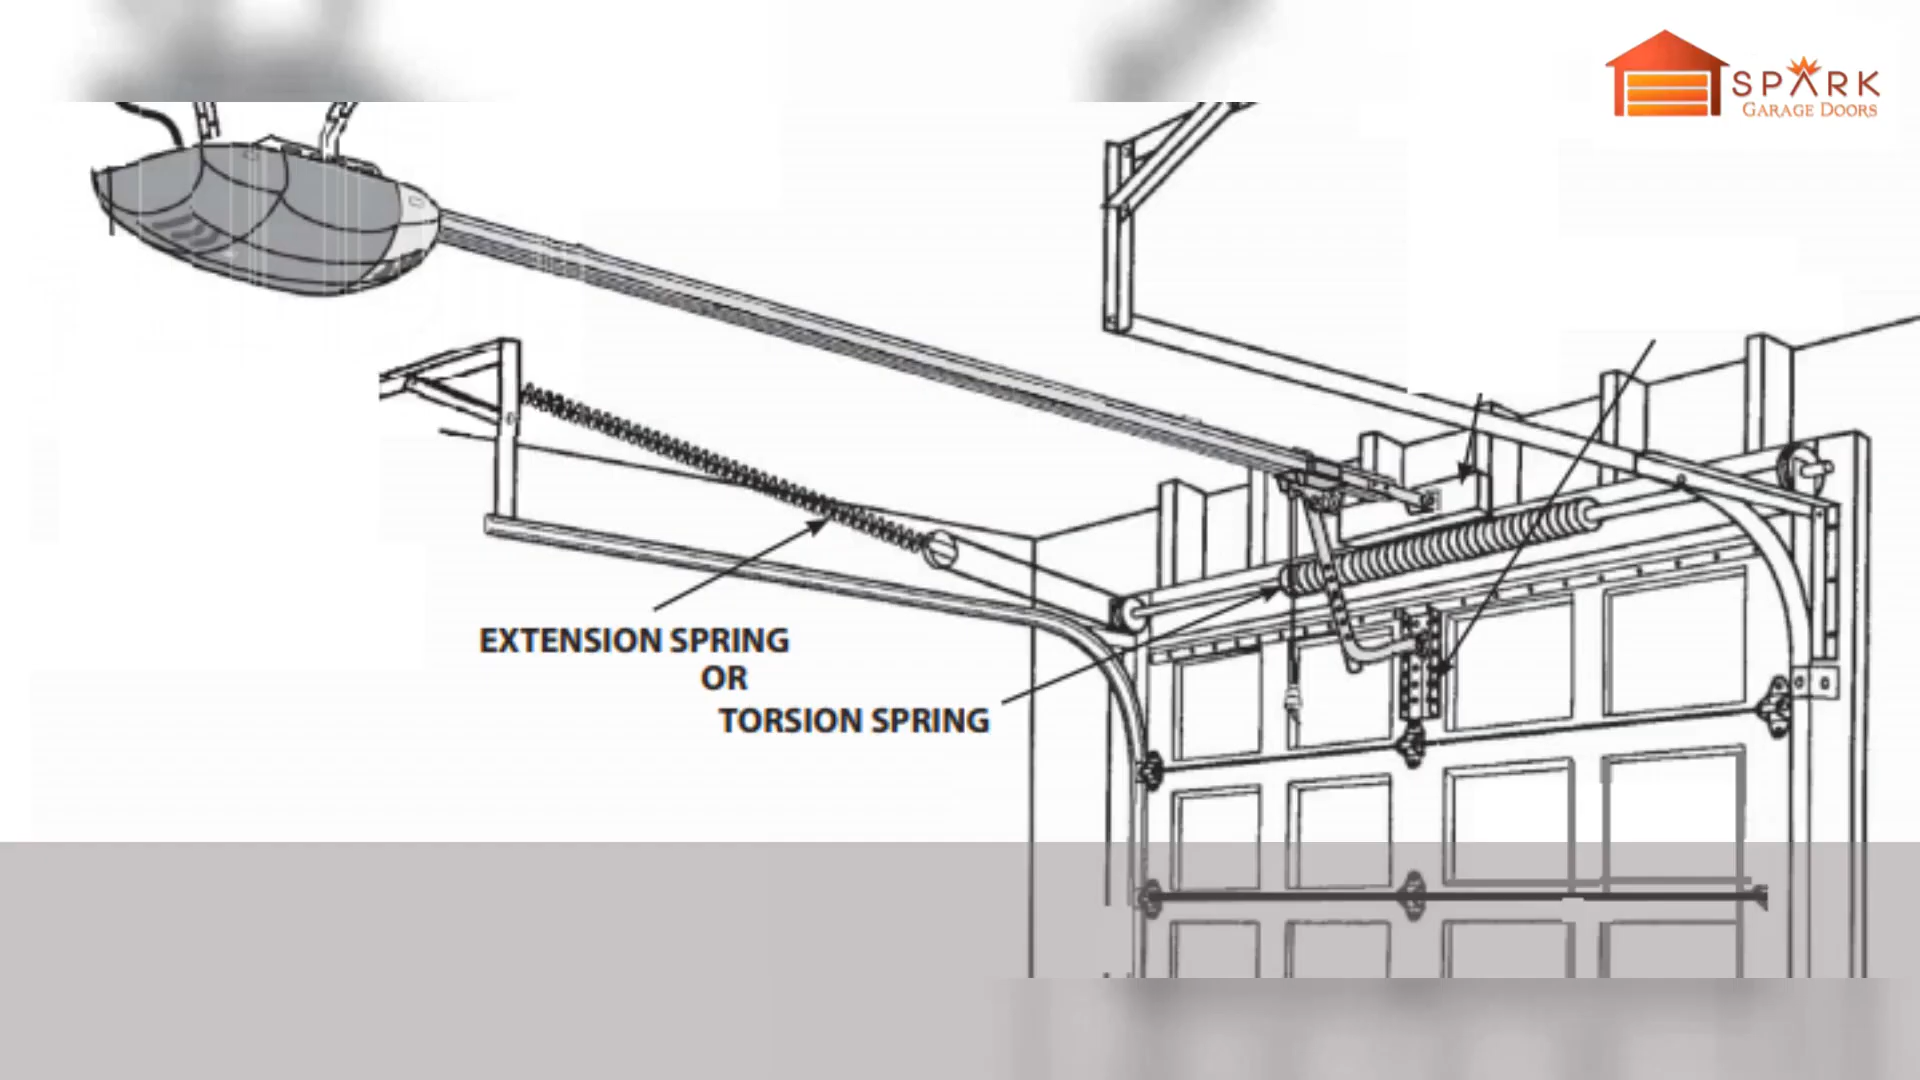 SPARK
GARAGE DOORS
EXTENSION SPRING
OR
TORSION SPRING